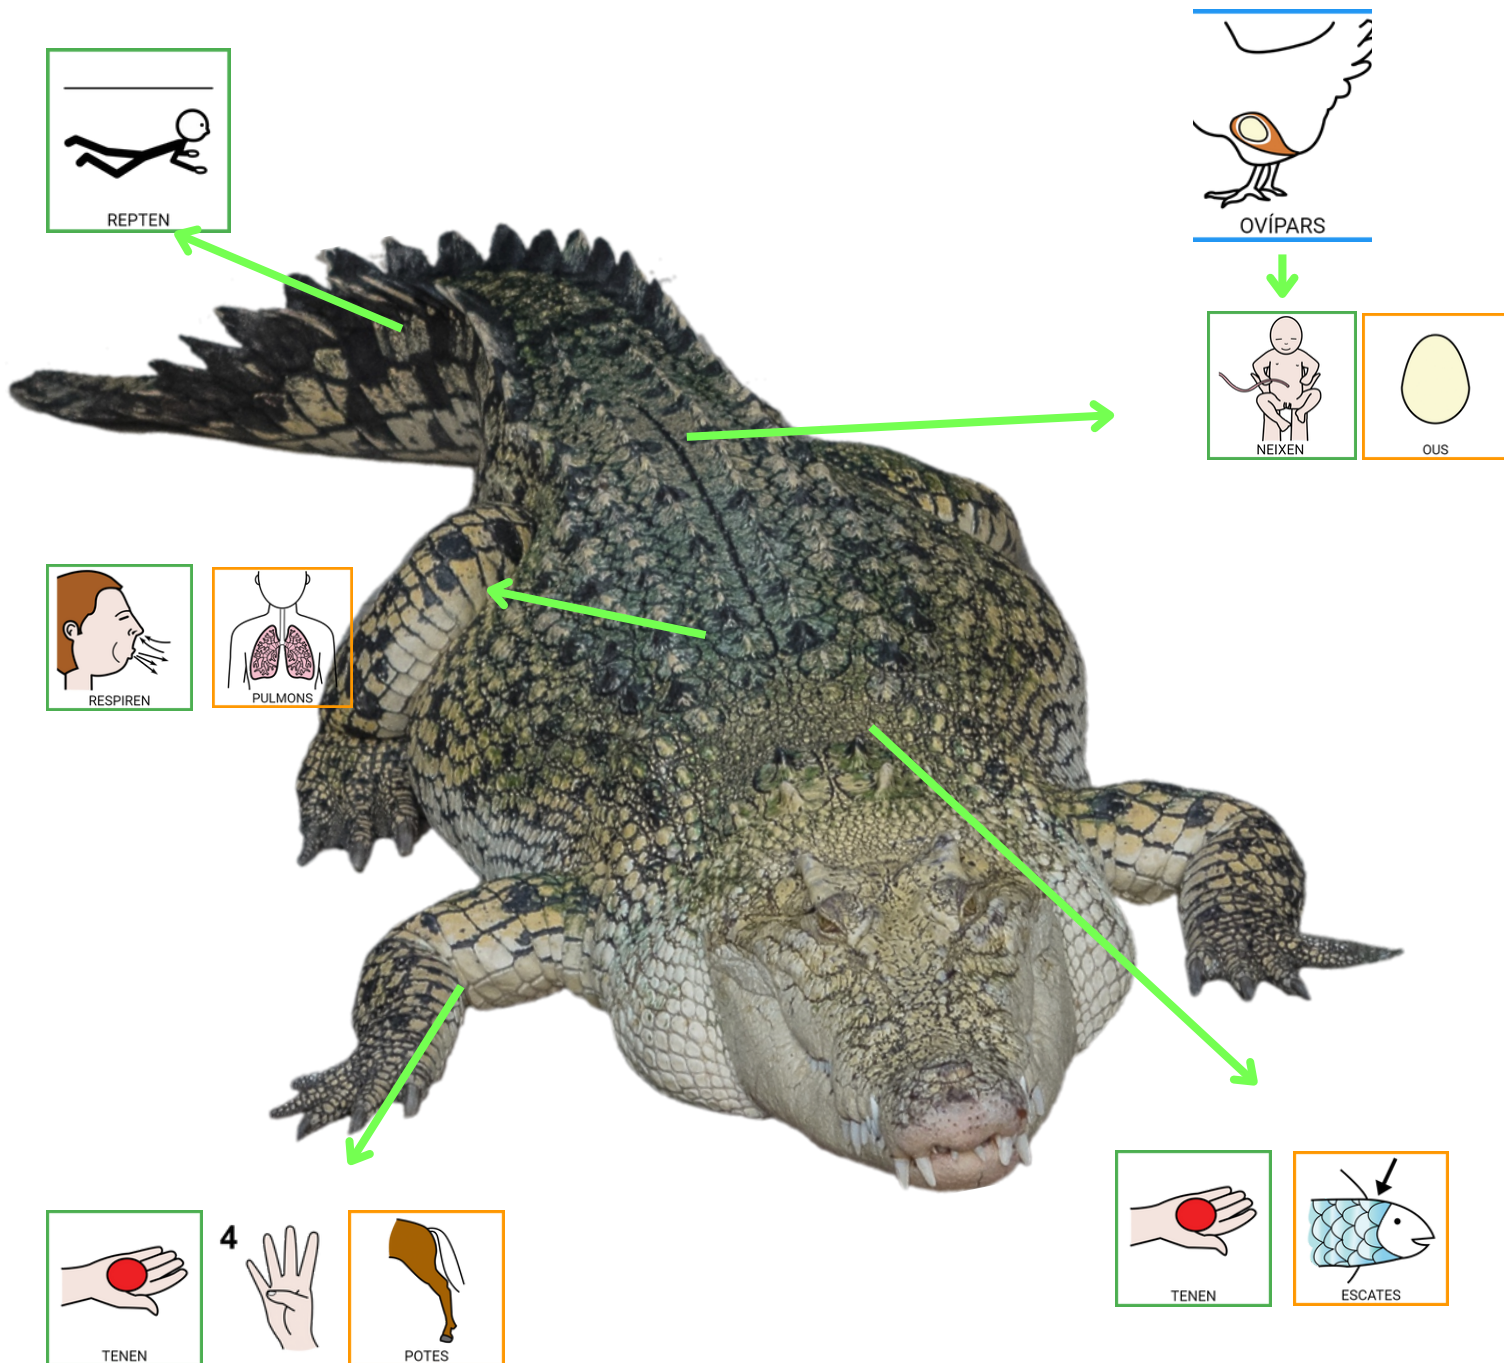 REPTEN
OVÍPARS
NEIXEN
OUS
RESPIREN
PULMONS
TENEN
ESCATES
4
TENEN
POTES